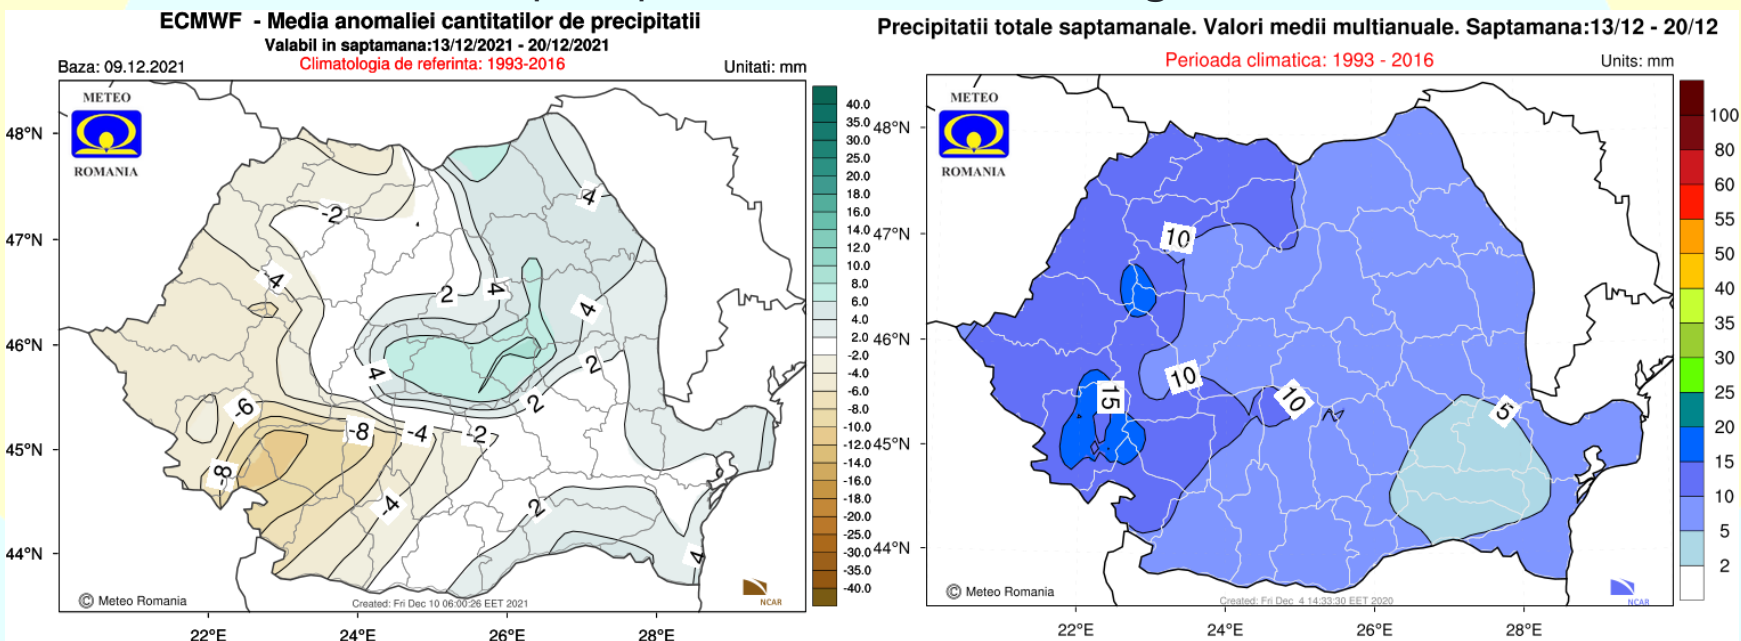 ECMWF - Media anomaliei cantitatilor de precipitatii
Valabil in saptamana:13/12/2021 - 20/12/2021
Baza: 09.12.2021
Climatologia de referinta: 1993-2016
Unitati: mm
METEO
ROMANIA
48°N
47°N
46°N
45°N
44°N
22°E
24°E
26°E
28°E
-2
4
-4
2
4
4
4
2
-6
2
-8
-4
-2
-8
-4
2
4
40.0
35.0
30.0
25.0
20.0
18.0
16.0
14.0
12.0
10.0
8.0
6.0
4.0
2.0
-2.0
-4.0
-6.0
-8.0
-10.0
-12.0
-14.0
-16.0
-18.0
-20.0
-25.0
-30.0
-35.0
-40.0
© Meteo Romania
Created: Fri Dec 10 06:00:26 EET 2021
NCAR
Precipitatii totale saptamanale. Valori medii multianuale. Saptamana:13/12 - 20/12
Perioada climatica: 1993 - 2016
Units: mm
METEO
ROMANIA
48°N
47°N
46°N
45°N
44°N
22°E
24°E
26°E
28°E
10
10
15
10
5
100
80
60
55
50
40
35
30
25
20
15
10
5
2
© Meteo Romania
Created: Fri Dec 4 14:33:30 EET 2020
NCAR